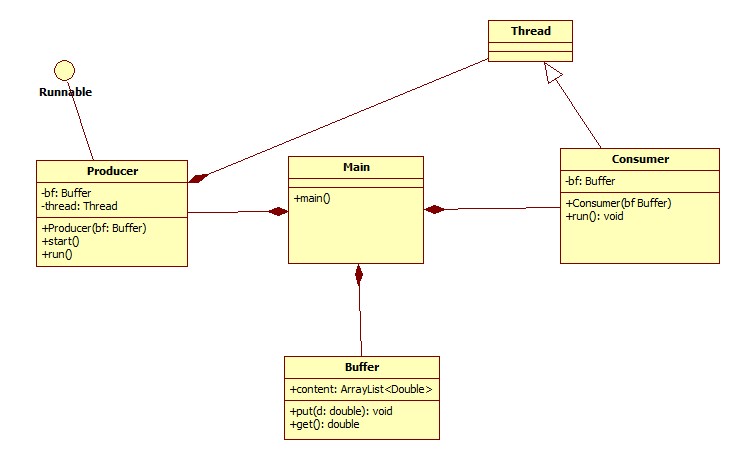 Thread
Runnable
Producer
-bf: Buffer
-thread: Thread
+Producer(bf: Buffer)
+start()
+run()
Main
+main()
Consumer
-bf: Buffer
+Consumer(bf Buffer)
+run(): void
Buffer
+content: ArrayList<Double>
+put(d: double): void
+get(): double